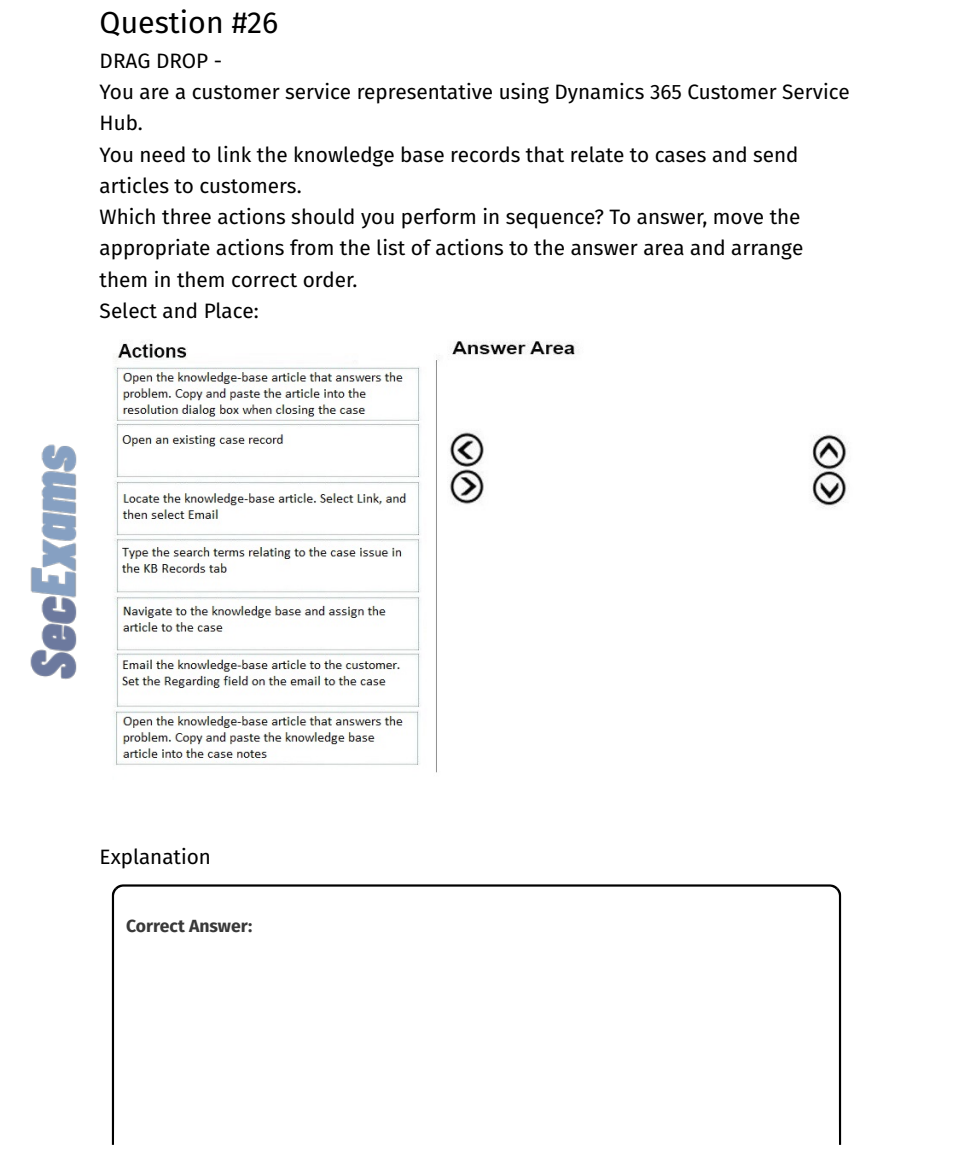 Question #26
DRAG DROP -
You are a customer service representative using Dynamics 365 Customer Service
Hub.
You need to link the knowledge base records that relate to cases and send
articles to customers.
Which three actions should you perform in sequence? To answer, move the
appropriate actions from the list of actions to the answer area and arrange
them in them correct order.
Select and Place:
Actions
Answer Area
Open the knowledge-base article that answers the
problem. Copy and paste the article into the
resolution dialog box when closing the case
Open an existing case record
Locate the knowledge-base article. Select Link, and
then select Email
Type the search terms relating to the case issue in
the KB Records tab
Navigate to the knowledge base and assign the
article to the case
Email the knowledge-base article to the customer.
Set the Regarding field on the email to the case
Open the knowledge-base article that answers the
problem. Copy and paste the knowledge base
article into the case notes
SecExams
Explanation
Correct Answer: